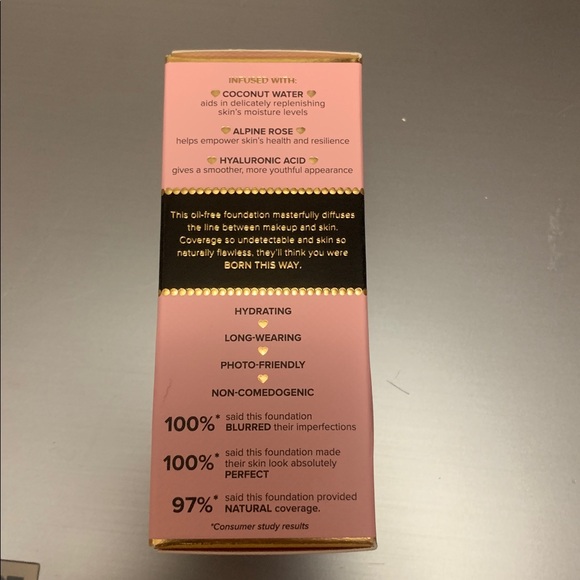 INFUSED WITH:
COCONUT WATER
aids in delicately replenishing
skin's moisture levels
ALPINE ROSE
helps empower skin's health and resilience
HYALURONIC ACID
gives a smoother, more youthful appearance
This oil-free foundation masterfully diffuses
the line between makeup and skin.
Coverage so undetectable and skin so
naturally flawless, they'll think you were
BORN THIS WAY.
HYDRATING
LONG-WEARING
PHOTO-FRIENDLY
NON-COMEDOGENIC
100%* said this foundation
BLURRED their imperfections
100%* said this foundation made
their skin look absolutely
PERFECT
97%* said this foundation provided
NATURAL coverage.
*Consumer study results